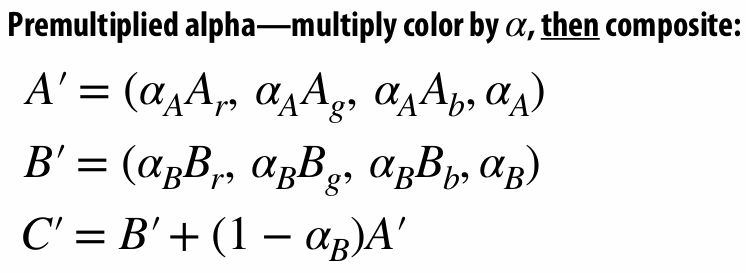 Premultiplied alpha—multiply color by α, then composite:
A′ = (α_A A_r, α_A A_g, α_A A_b, α_A)
B′ = (α_B B_r, α_B B_g, α_B B_b, α_B)
C′ = B′ + (1 − α_B)A′